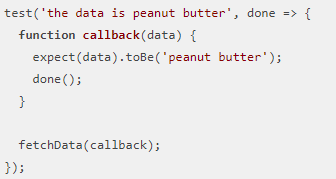 test('the data is peanut butter', done => {
  function callback(data) {
    expect(data).toBe('peanut butter');
    done();
  }

  fetchData(callback);
});